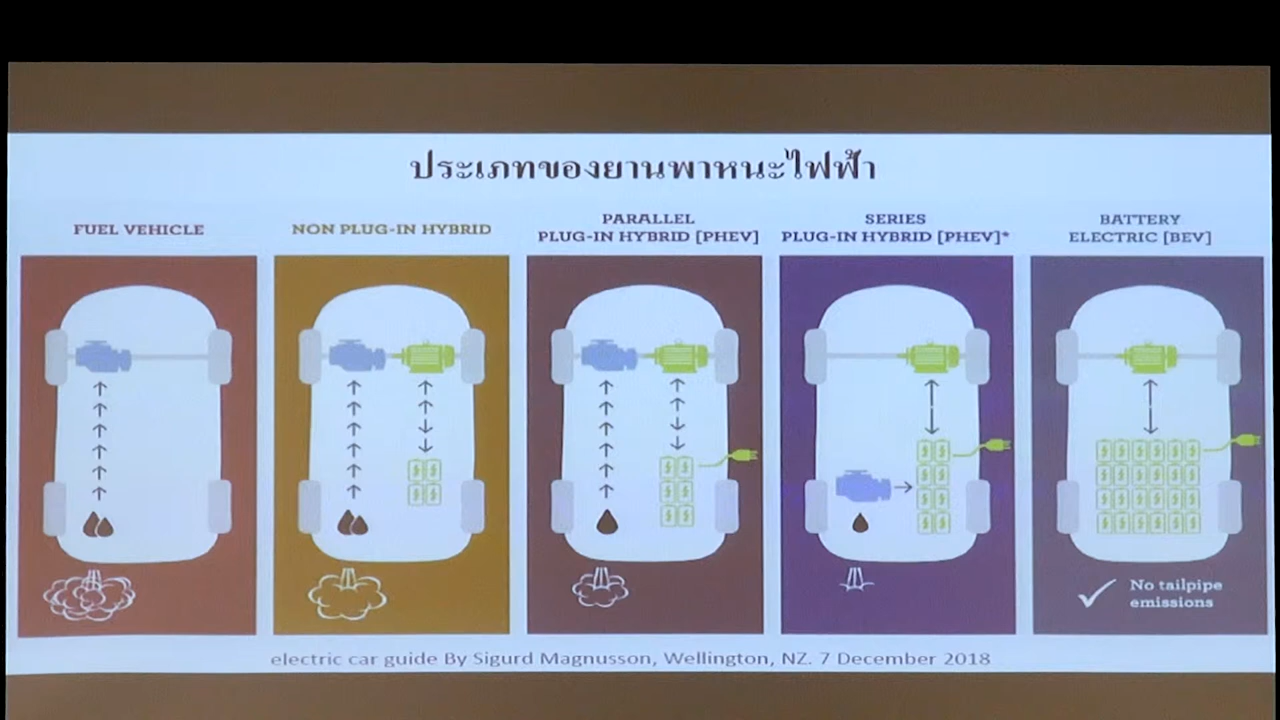 ประเภทของยานพาหนะไฟฟ้า
FUEL VEHICLE
NON PLUG-IN HYBRID
PARALLEL
PLUG-IN HYBRID [PHEV]
SERIES
PLUG-IN HYBRID [PHEV]*
BATTERY
ELECTRIC [BEV]
No tailpipe
emissions
electric car guide By Sigurd Magnusson, Wellington, NZ. 7 December 2018